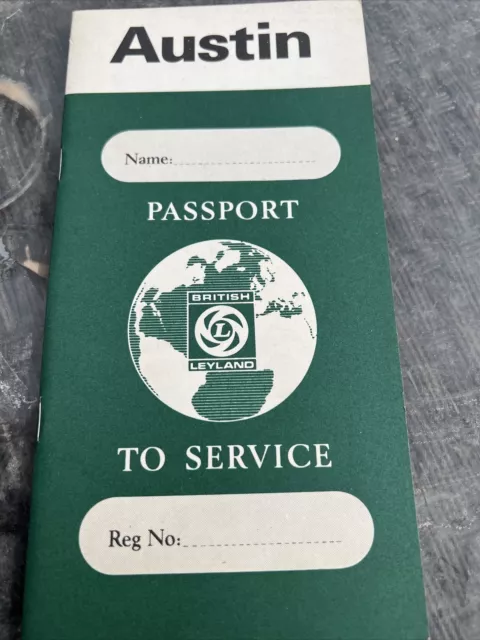 Austin
Name:
PASSPORT
BRITISH
L
LEYLAND
TO SERVICE
Reg No: